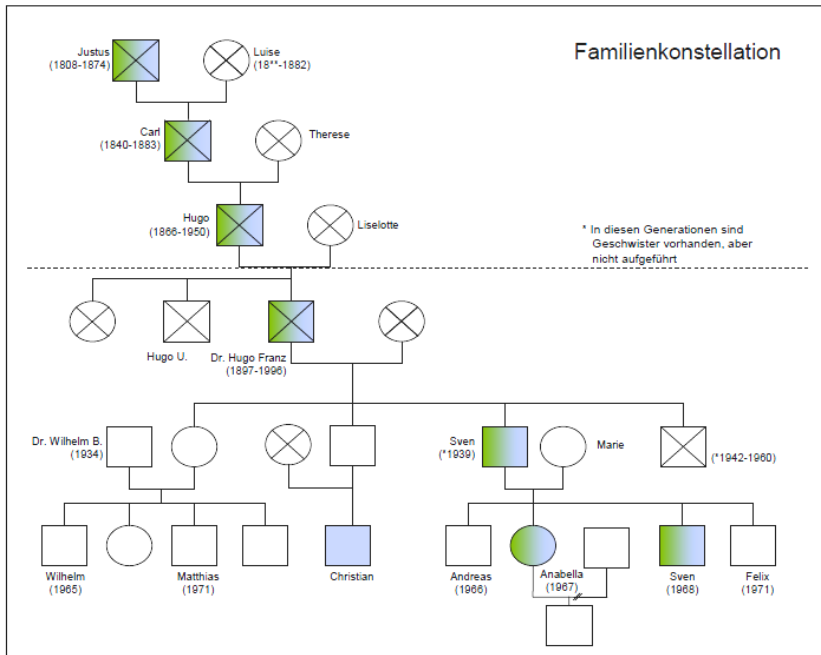 Familienkonstellation
Justus
(1808-1874)
Luise
(18**-1882)
Carl
(1840-1883)
Therese
Hugo
(1866-1950)
Liselotte
* In diesen Generationen sind
Geschwister vorhanden, aber
nicht aufgeführt
Hugo U.
Dr. Hugo Franz
(1897-1996)
Dr. Wilhelm B.
(1934)
Sven
(*1939)
Marie
(*1942-1960)
Wilhelm
(1965)
Matthias
(1971)
Christian
Andreas
(1966)
Anabella
(1967)
Sven
(1968)
Felix
(1971)